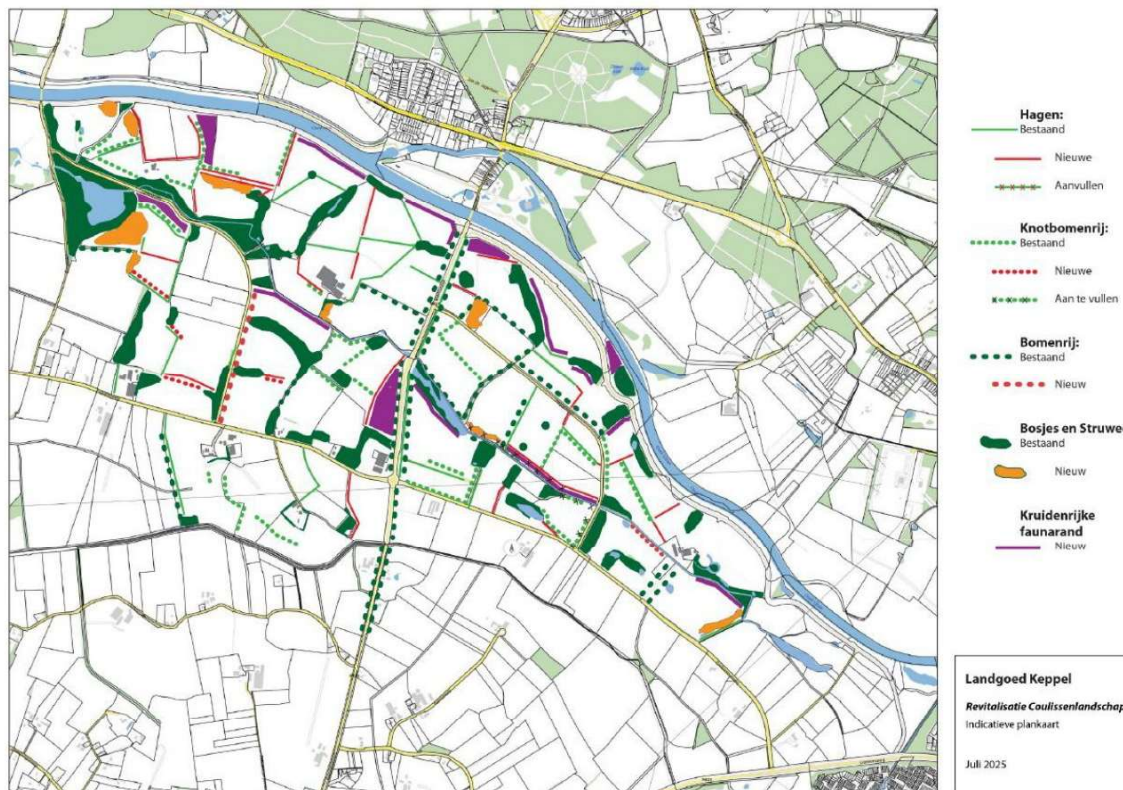 Hagen:
Bestaand
Nieuwe
Aanvullen
Knotbomenrij:
Bestaand
Nieuwe
Aan te vullen
Bomenrij:
Bestaand
Nieuw
Bosjes en Struwe
Bestaand
Nieuw
Kruidenrijke
faunarand
Nieuw
Landgoed Keppel
Revitalisatie Coulissenlandschap
Indicatieve plankaart
Juli 2025